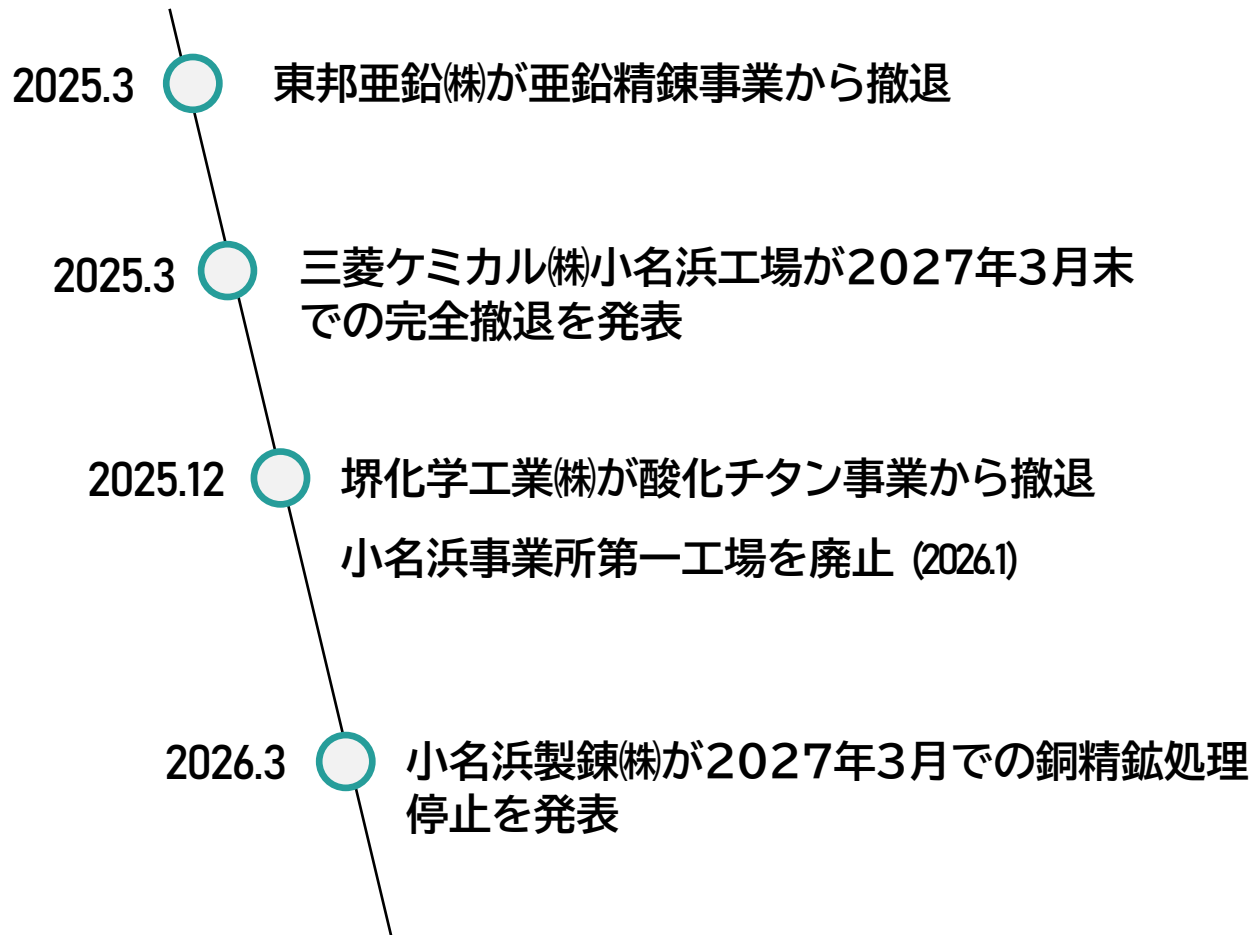 2025.3 東邦亜鉛㈱が亜鉛精錬事業から撤退
2025.3 三菱ケミカル㈱小名浜工場が2027年3月末
での完全撤退を発表
2025.12 堺化学工業㈱が酸化チタン事業から撤退
小名浜事業所第一工場を廃止 (2026.1)
2026.3 小名浜製錬㈱が2027年3月での銅精鉱処理
停止を発表